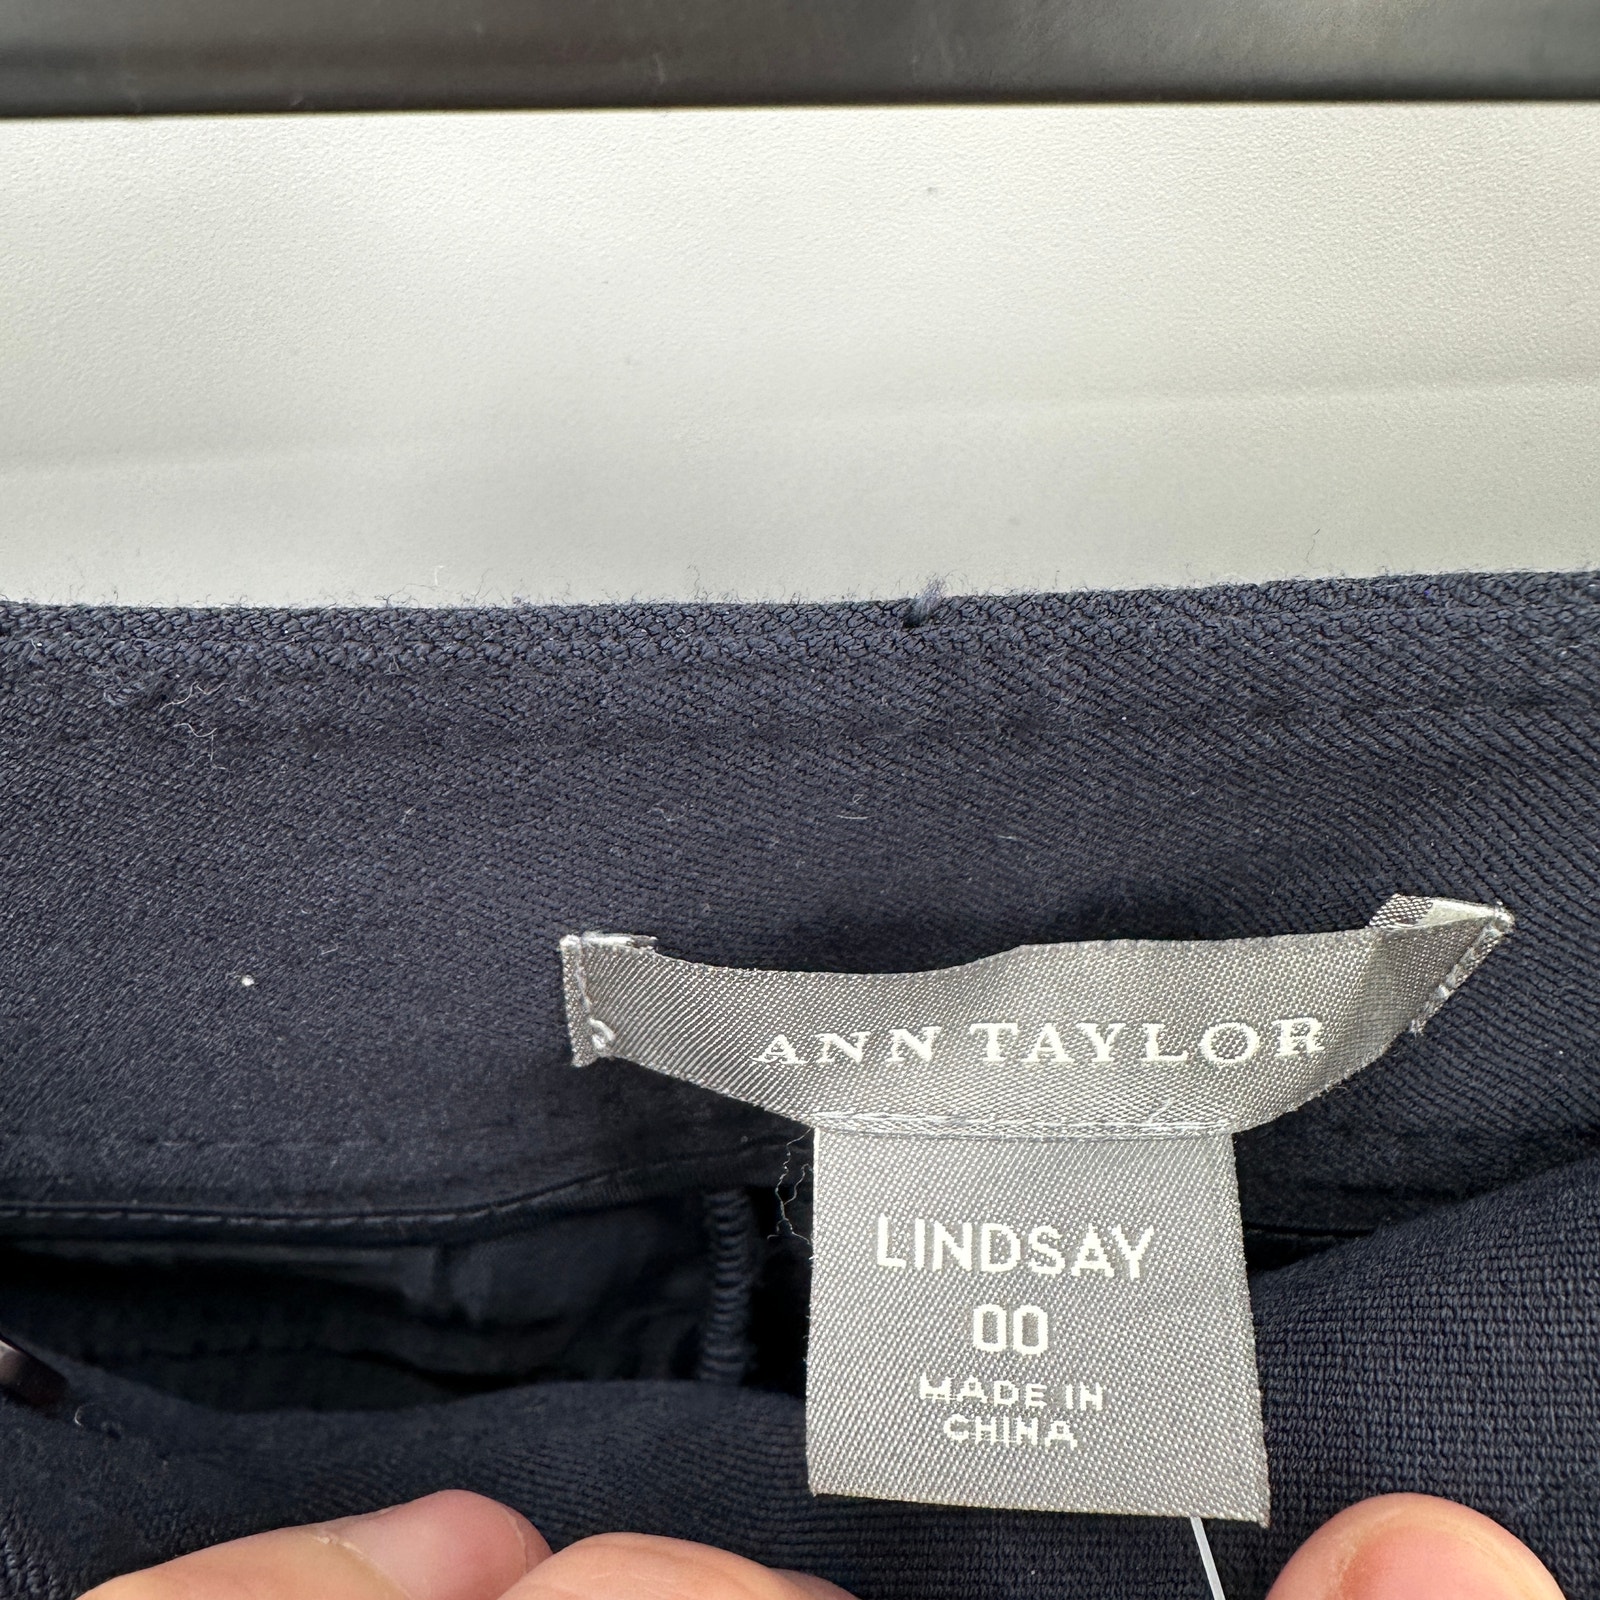 ANN TAYLOR
LINDSAY
00
MADE IN
CHINA